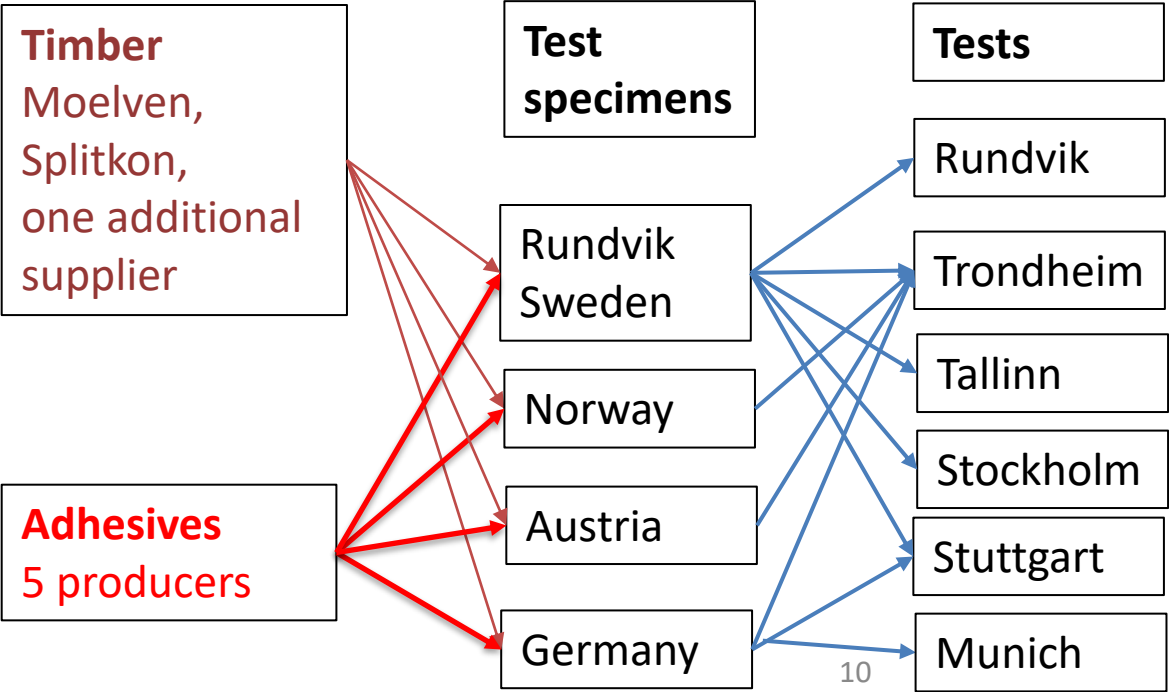 Timber
Moelven,
Splitkon,
one additional
supplier
Adhesives
5 producers
Test
specimens
Rundvik
Sweden
Norway
Austria
Germany
Tests
Rundvik
Trondheim
Tallinn
Stockholm
Stuttgart
Munich
10